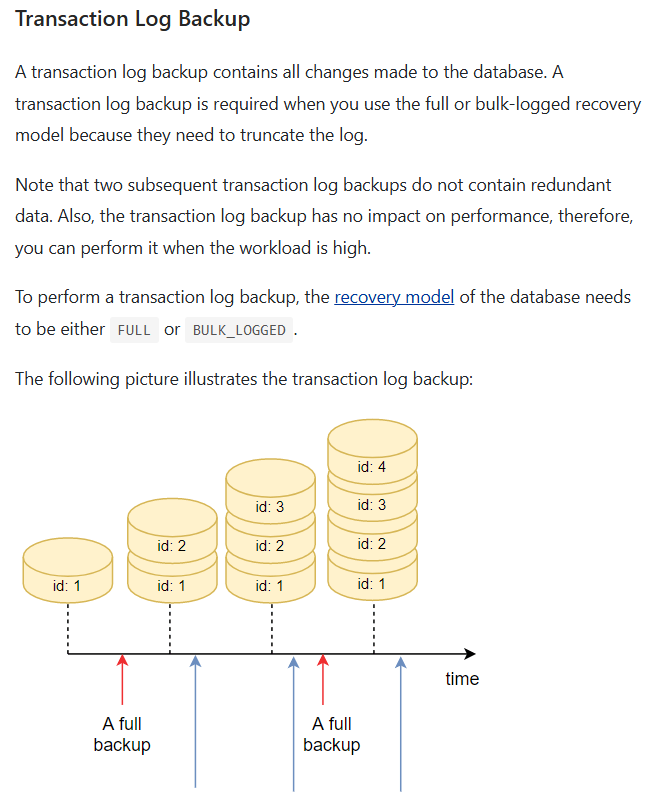 Transaction Log Backup
A transaction log backup contains all changes made to the database. A
transaction log backup is required when you use the full or bulk-logged recovery
model because they need to truncate the log.
Note that two subsequent transaction log backups do not contain redundant
data. Also, the transaction log backup has no impact on performance, therefore,
you can perform it when the workload is high.
To perform a transaction log backup, the recovery model of the database needs
to be either FULL or BULK_LOGGED .
The following picture illustrates the transaction log backup:
id: 4
id: 3
id: 3
id: 2
id: 2
id: 2
id: 1
id: 1
id: 1
id: 1
time
A full
backup
A full
backup